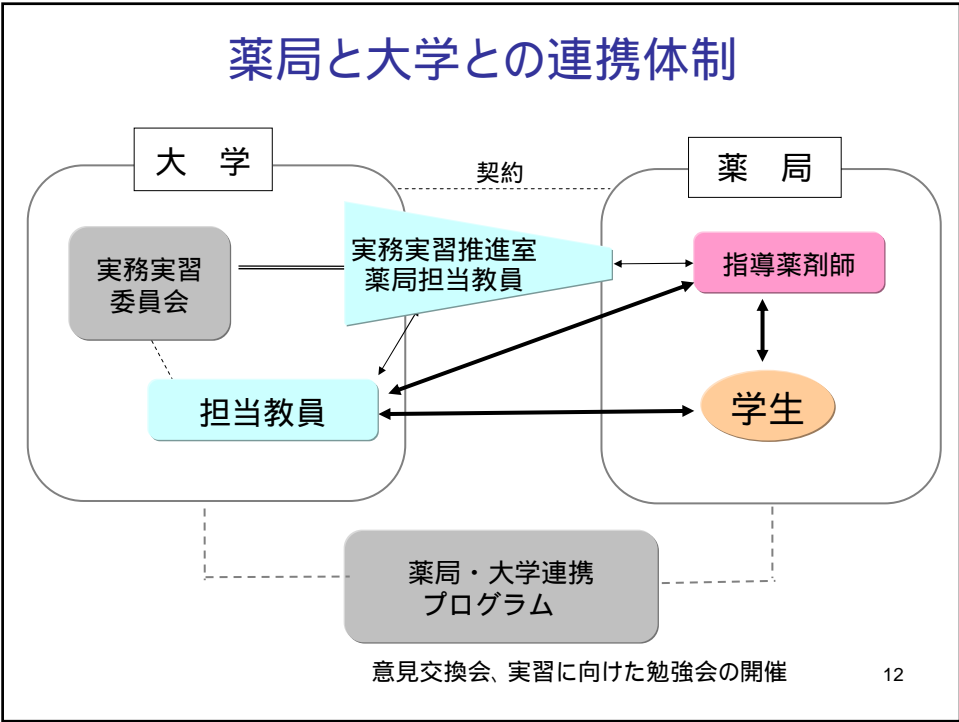 薬局と大学との連携体制
大 学
契約
薬 局
実務実習
委員会
実務実習推進室
薬局担当教員
指導薬剤師
担当教員
学生
薬局・大学連携
プログラム
意見交換会、実習に向けた勉強会の開催
12